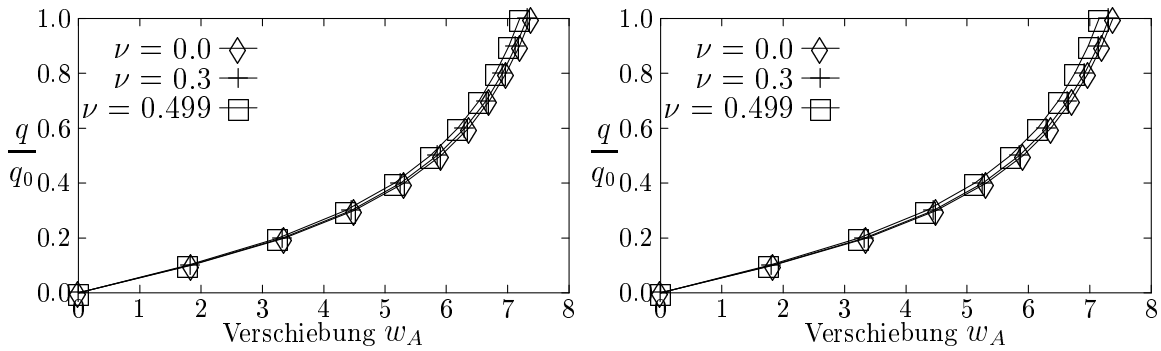 1.0
0.8
0.6
0.4
0.2
0.0
q
q₀
ν = 0.0
ν = 0.3
ν = 0.499
0 1 2 3 4 5 6 7 8
Verschiebung w_A
1.0
0.8
0.6
0.4
0.2
0.0
q
q₀
ν = 0.0
ν = 0.3
ν = 0.499
0 1 2 3 4 5 6 7 8
Verschiebung w_A